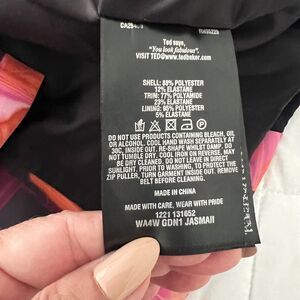 Ted says,
"You look fabulous".
VISIT TED@WWW.tedbaker.com
SHELL: 88% POLYESTER
12% ELASTANE
TRIM: 77% POLYAMIDE
23% ELASTANE
LINING: 95% POLYESTER
5% ELASTANE
DO NOT USE PRODUCTS CONTAINING BLEACH, OIL
OR ALCOHOL. COOL HAND WASH SEPARATELY AT
30C, INSIDE OUT. RE-SHAPE WHILST DAMP. DO
NOT TUMBLE DRY. COOL IRON ON REVERSE. MAY
BE DRY CLEANED. DO NOT DRY IN DIRECT
SUNLIGHT. PRIOR TO WASHING, TO PROTECT THE
ZIP PULLER, TURN GARMENT INSIDE OUT. REMOVE
BELT BEFORE CLEANING.
MADE IN CHINA
MADE WITH CARE, WEAR WITH PRIDE
1221 131652
WA4W GDN1 JASMAII